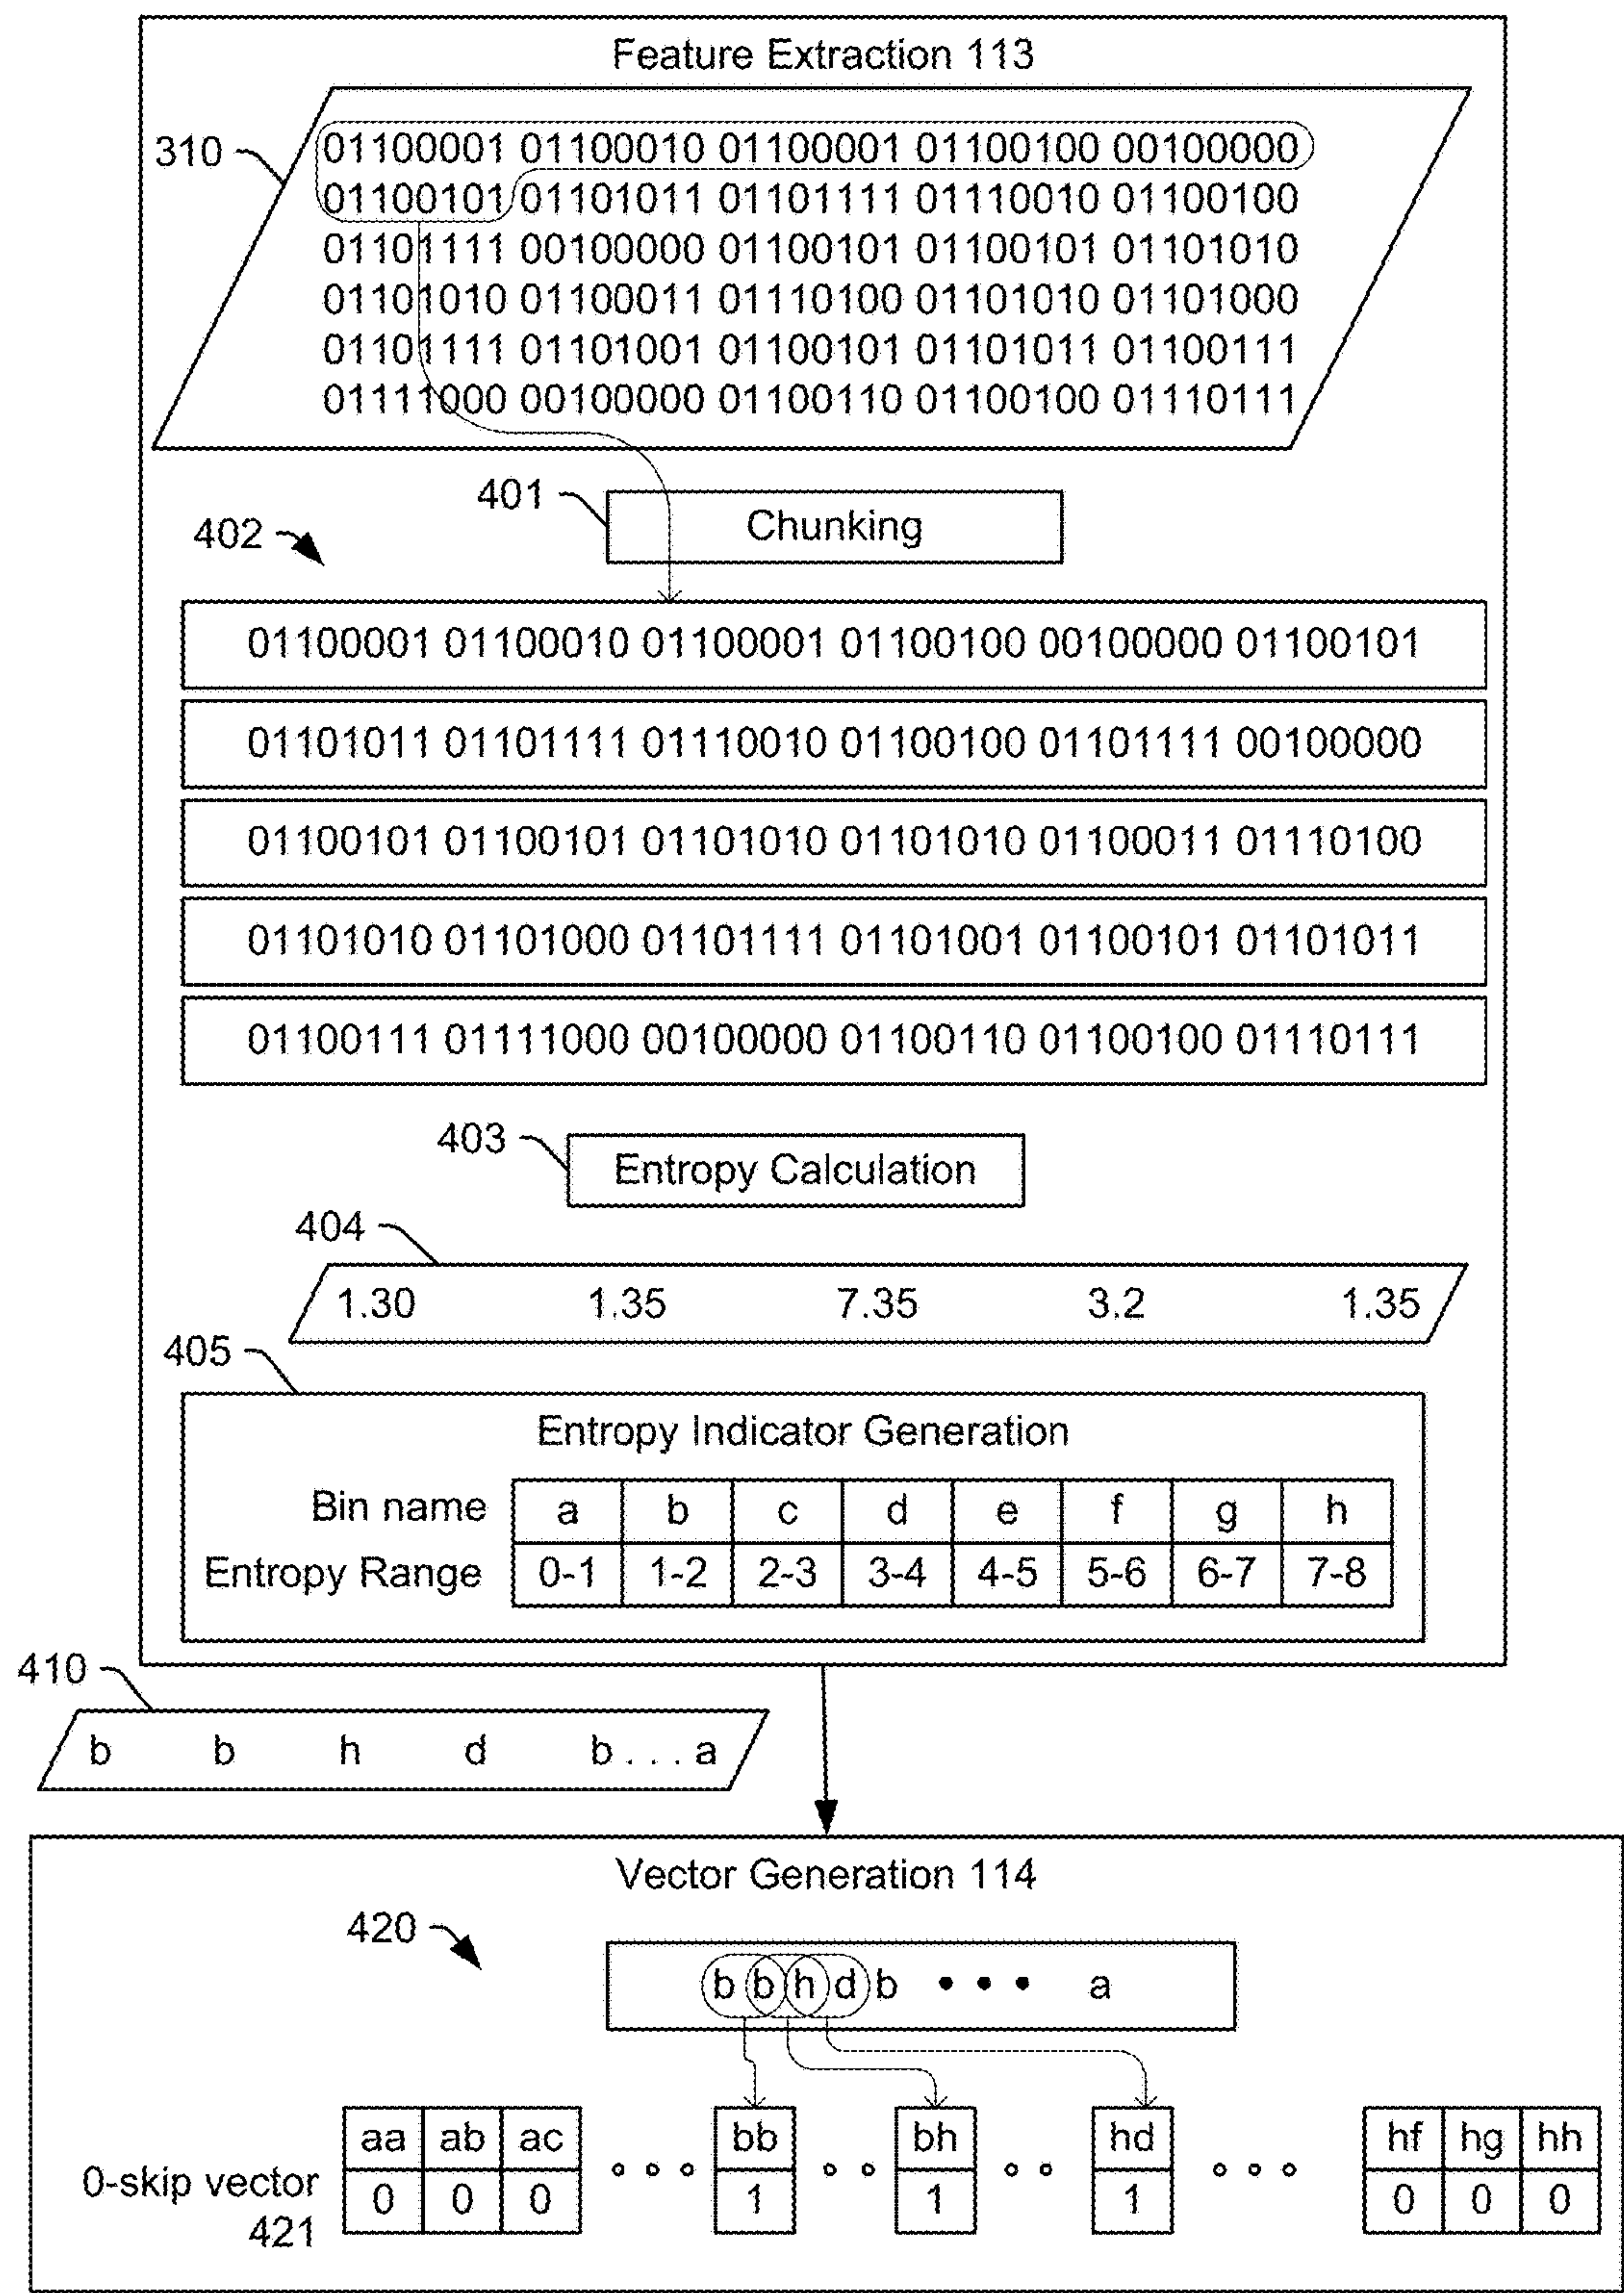 Feature Extraction 113
310
01100001 01100010 01100001 01100100 00100000
01100101 01101011 01101111 01110010 01100100
01101111 00100000 01100101 01100101 01101010
01101010 01100011 01110100 01101010 01101000
01101111 01101001 01100101 01101011 01100111
01111000 00100000 01100110 01100100 01110111
401
Chunking
402
01100001 01100010 01100001 01100100 00100000 01100101
01101011 01101111 01110010 01100100 01101111 00100000
01100101 01100101 01101010 01101010 01100011 01110100
01101010 01101000 01101111 01101001 01100101 01101011
01100111 01111000 00100000 01100110 01100100 01110111
403
Entropy Calculation
404
1.30 1.35 7.35 3.2 1.35
405
Entropy Indicator Generation
Bin name a b c d e f g h
Entropy Range 0-1 1-2 2-3 3-4 4-5 5-6 6-7 7-8
410
b b h d b . . . a
Vector Generation 114
420
b b h d b • • • a
aa ab ac bb bh hd hf hg hh
0-skip vector 0 0 0 1 1 1 0 0 0
421